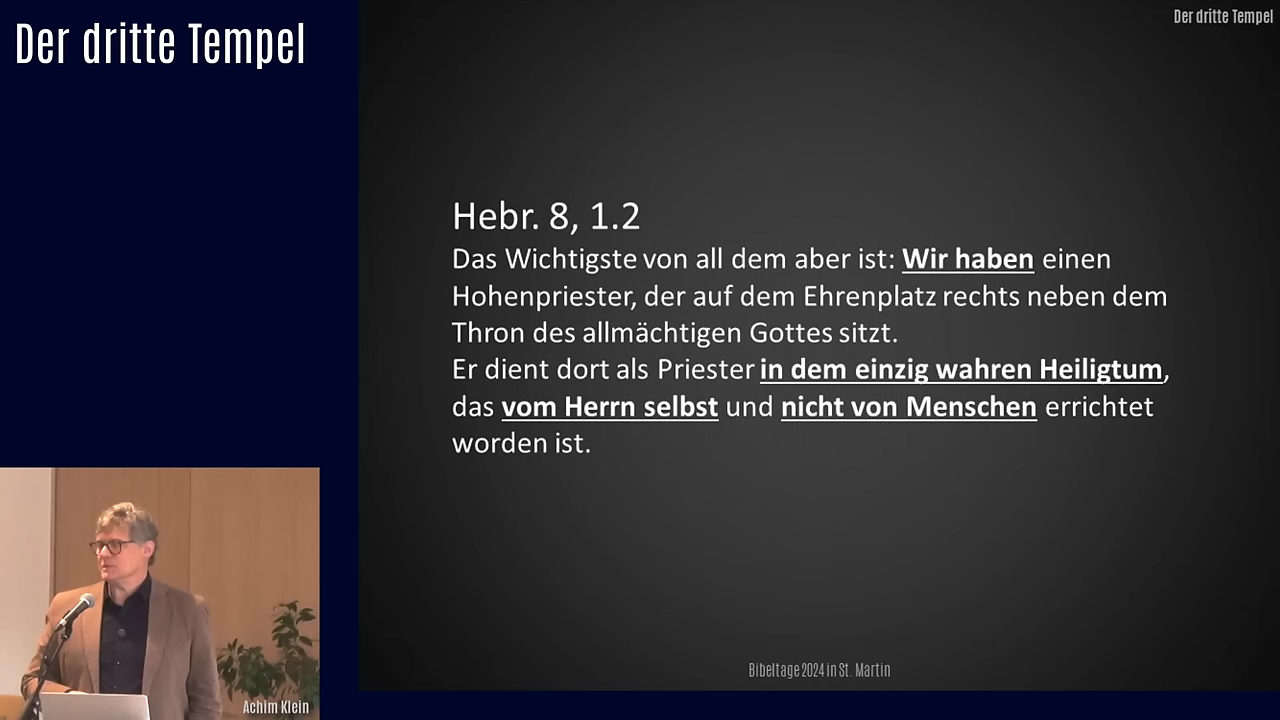 Der dritte Tempel
Der dritte Tempel
Hebr. 8, 1.2
Das Wichtigste von all dem aber ist: Wir haben einen
Hohenpriester, der auf dem Ehrenplatz rechts neben dem
Thron des allmächtigen Gottes sitzt.
Er dient dort als Priester in dem einzig wahren Heiligtum,
das vom Herrn selbst und nicht von Menschen errichtet
worden ist.
Bibeltage 2024 in St. Martin
Achim Klein